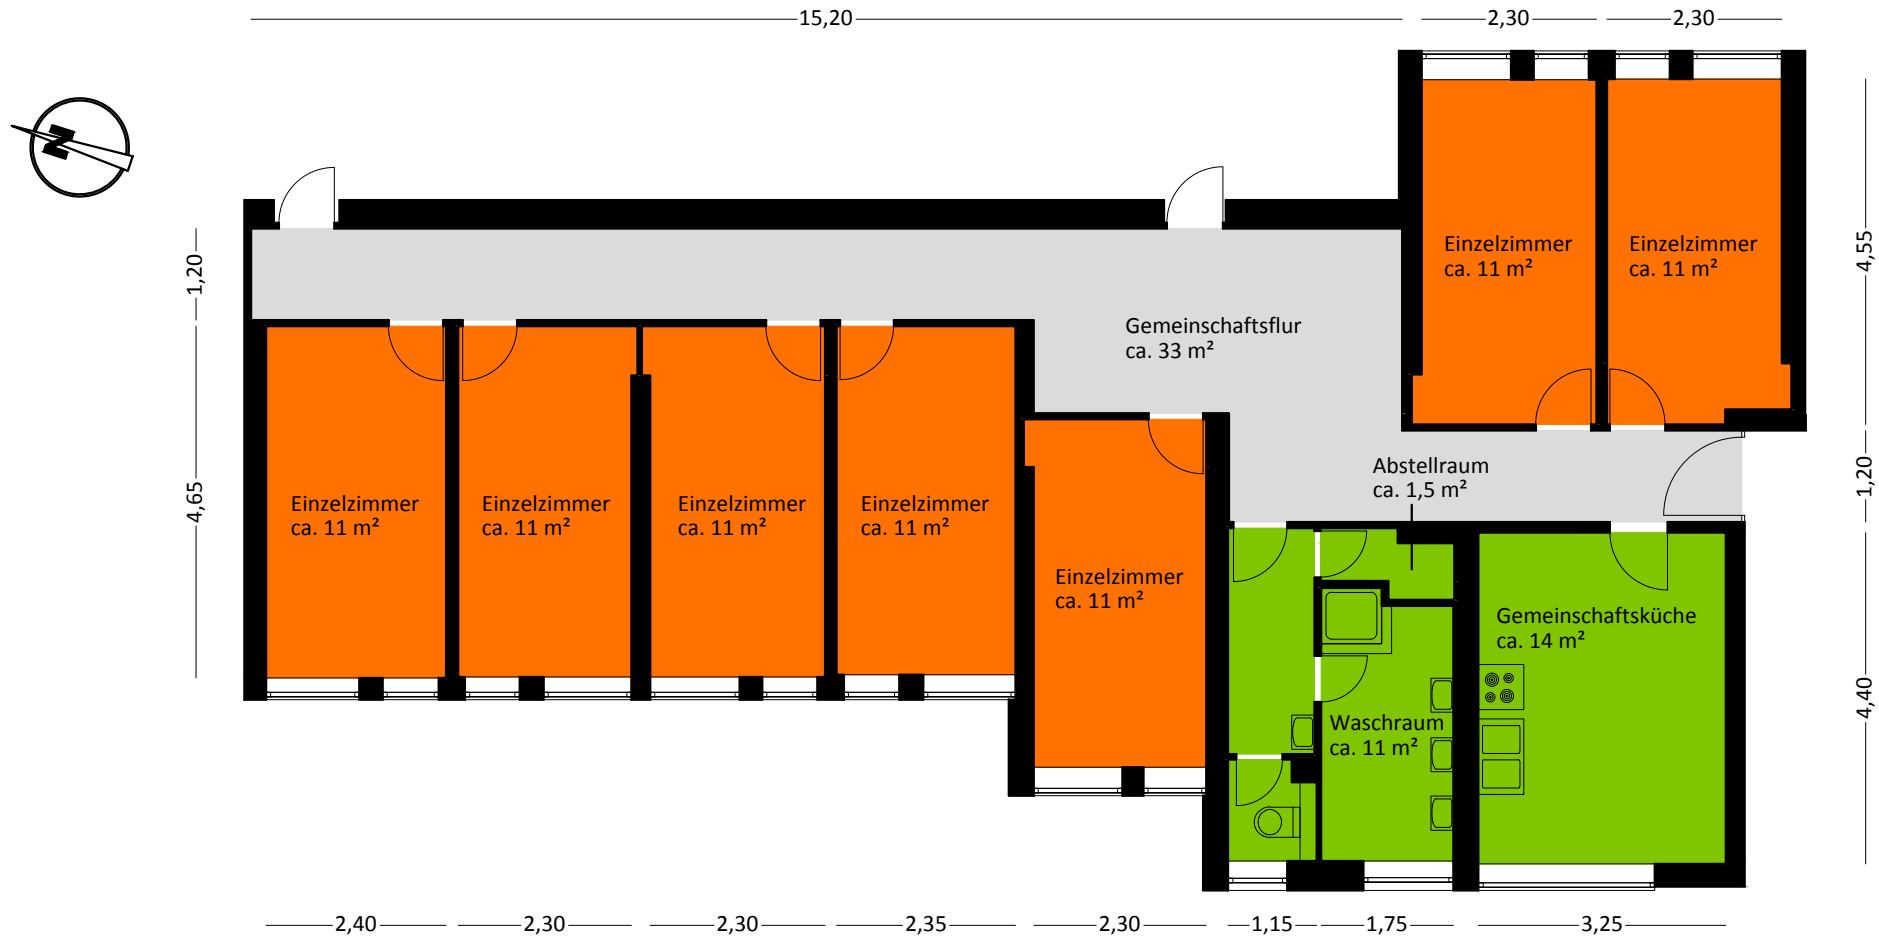 15,20
2,30
2,30
N
1,20
4,65
4,55
1,20
4,40
Einzelzimmer
ca. 11 m²
Einzelzimmer
ca. 11 m²
Gemeinschaftsflur
ca. 33 m²
Abstellraum
ca. 1,5 m²
Einzelzimmer
ca. 11 m²
Einzelzimmer
ca. 11 m²
Einzelzimmer
ca. 11 m²
Einzelzimmer
ca. 11 m²
Einzelzimmer
ca. 11 m²
Gemeinschaftsküche
ca. 14 m²
Waschraum
ca. 11 m²
2,40
2,30
2,30
2,35
2,30
1,15
1,75
3,25